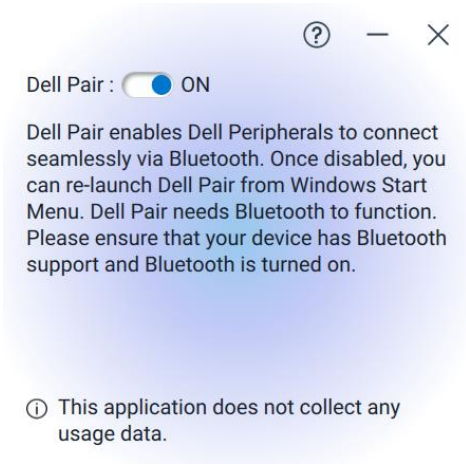 Dell Pair : ON
Dell Pair enables Dell Peripherals to connect
seamlessly via Bluetooth. Once disabled, you
can re-launch Dell Pair from Windows Start
Menu. Dell Pair needs Bluetooth to function.
Please ensure that your device has Bluetooth
support and Bluetooth is turned on.
This application does not collect any
usage data.